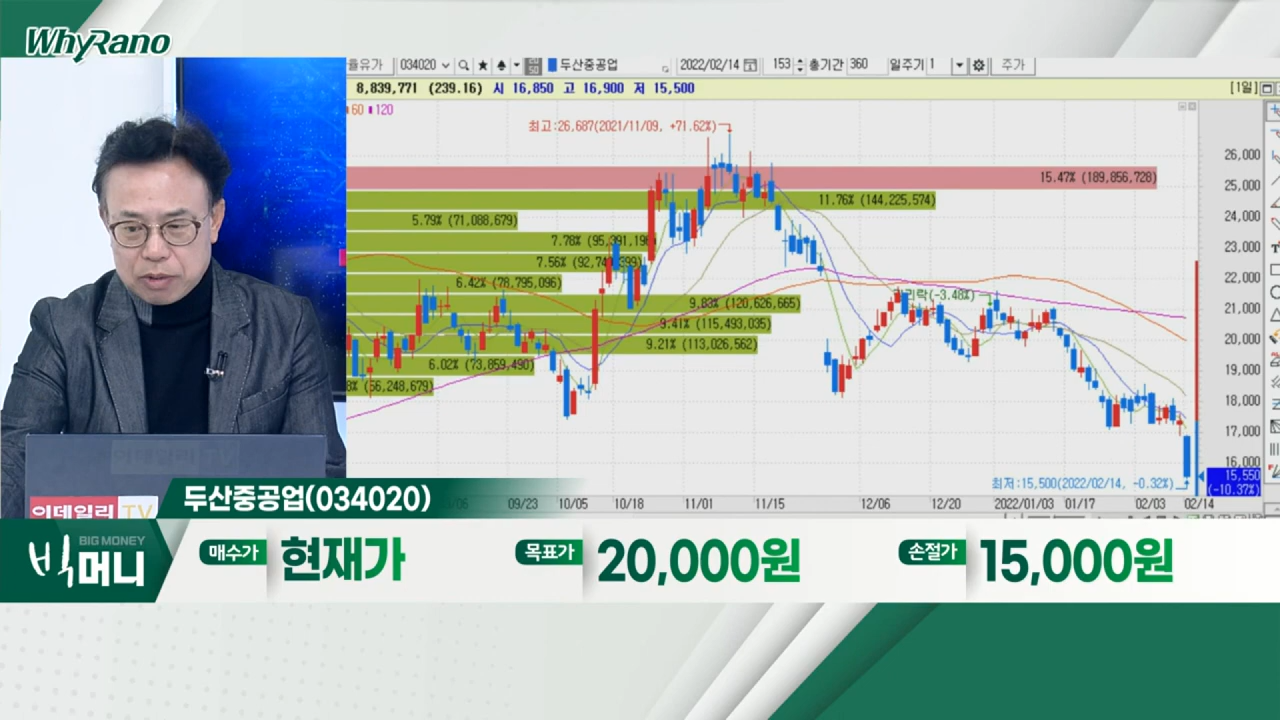 WhyRano
율유가 034020 두산중공업 2022/02/14 153 총기간 360 일주기 1 주가
8,839,771 (239.16) 시 16,850 고 16,900 저 15,500 [1일]
60 120
최고:26,687(2021/11/09, +71.62%)
26,000
15.47% (189,856,728)
25,000
11.76% (144,225,574)
5.79% (71,088,679)
24,000
7.78%
23,000
7.56%
6.42% (78,795,096)
22,000
락(-3.48%)
9.83% (120,626,665)
21,000
9.41% (115,493,035)
9.21% (113,026,562)
20,000
6.02% (73,859,490)
19,000
(56,248,679)
18,000
17,000
16,000
15,550
(-10.37%)
최저:15,500(2022/02/14, -0.32%)
09/23 10/05 10/18 11/01 11/15 12/06 12/20 2022/01/03 01/17 02/03 02/14
이데일리 TV
두산중공업(034020)
BIG MONEY
빅머니
매수가 현재가 목표가 20,000원 손절가 15,000원